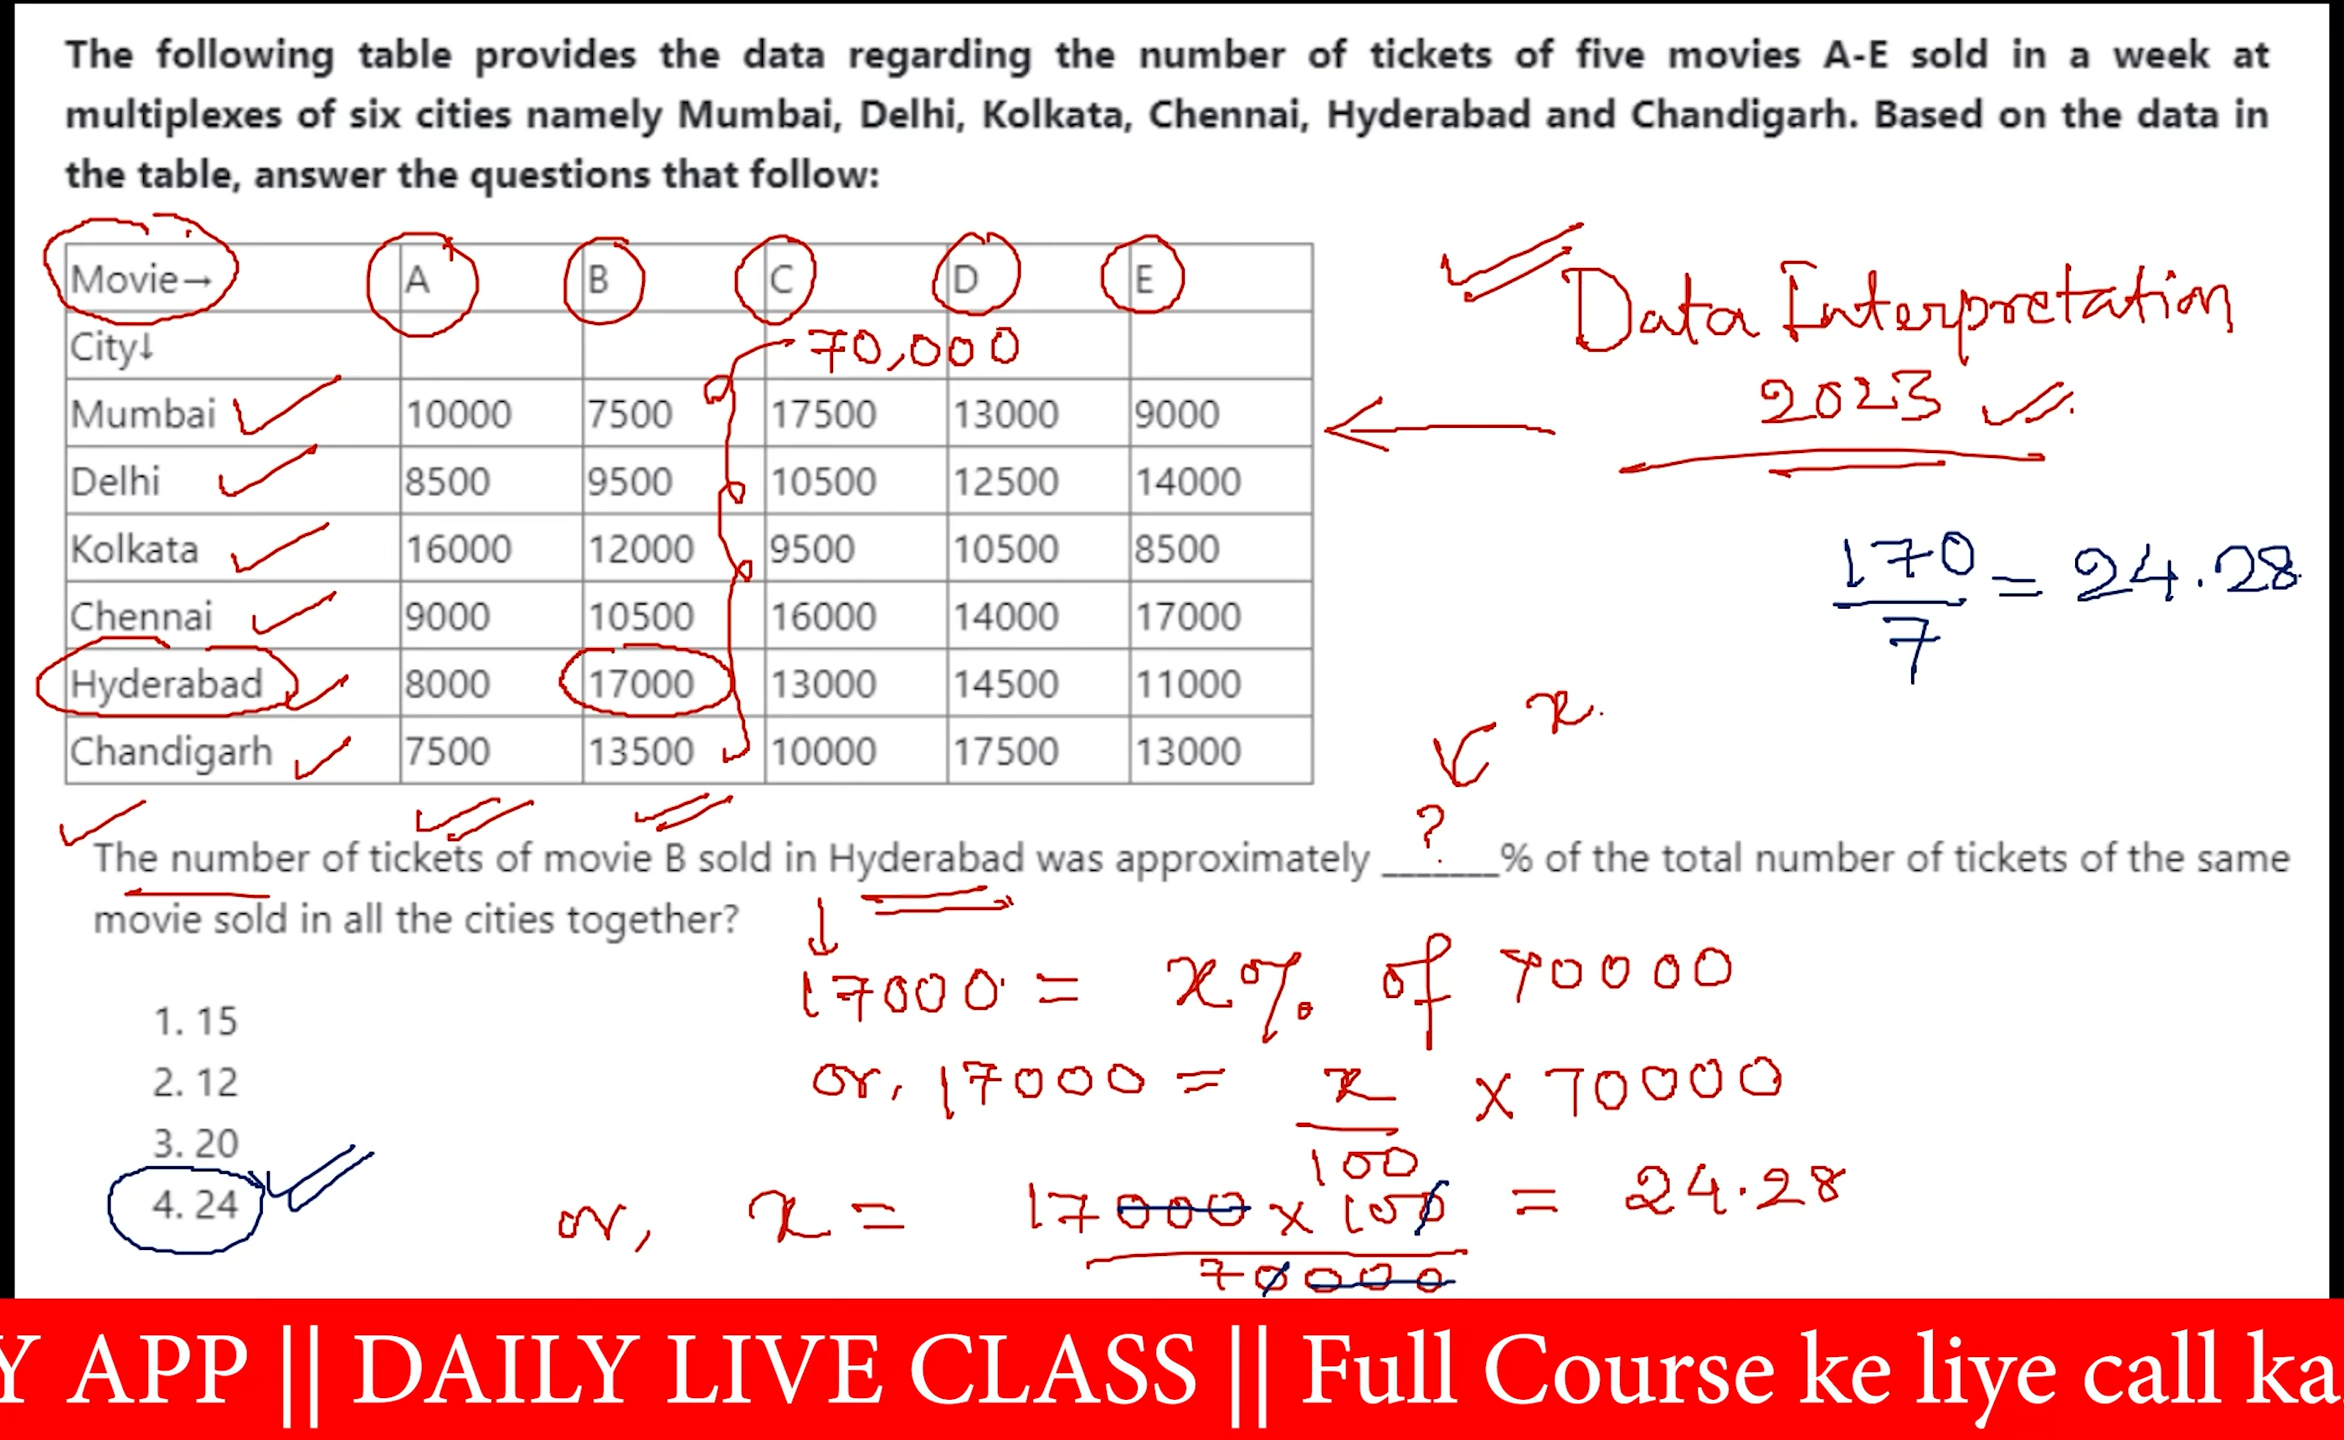 The following table provides the data regarding the number of tickets of five movies A-E sold in a week at
multiplexes of six cities namely Mumbai, Delhi, Kolkata, Chennai, Hyderabad and Chandigarh. Based on the data in
the table, answer the questions that follow:
Movie→ A B C D E
City↓ 70,000
Mumbai 10000 7500 17500 13000 9000
Delhi 8500 9500 10500 12500 14000
Kolkata 16000 12000 9500 10500 8500
Chennai 9000 10500 16000 14000 17000
Hyderabad 8000 17000 13000 14500 11000
Chandigarh 7500 13500 10000 17500 13000
Data Interpretation
2023
170
7
= 24.28
x.
?
The number of tickets of movie B sold in Hyderabad was approximately _______% of the total number of tickets of the same
movie sold in all the cities together?
1. 15
2. 12
3. 20
4. 24
17000 = x% of 70000
or, 17000 = x/100 × 70000
or, x = 17000 × 100 / 70000 = 24.28
Y APP || DAILY LIVE CLASS || Full Course ke liye call ka